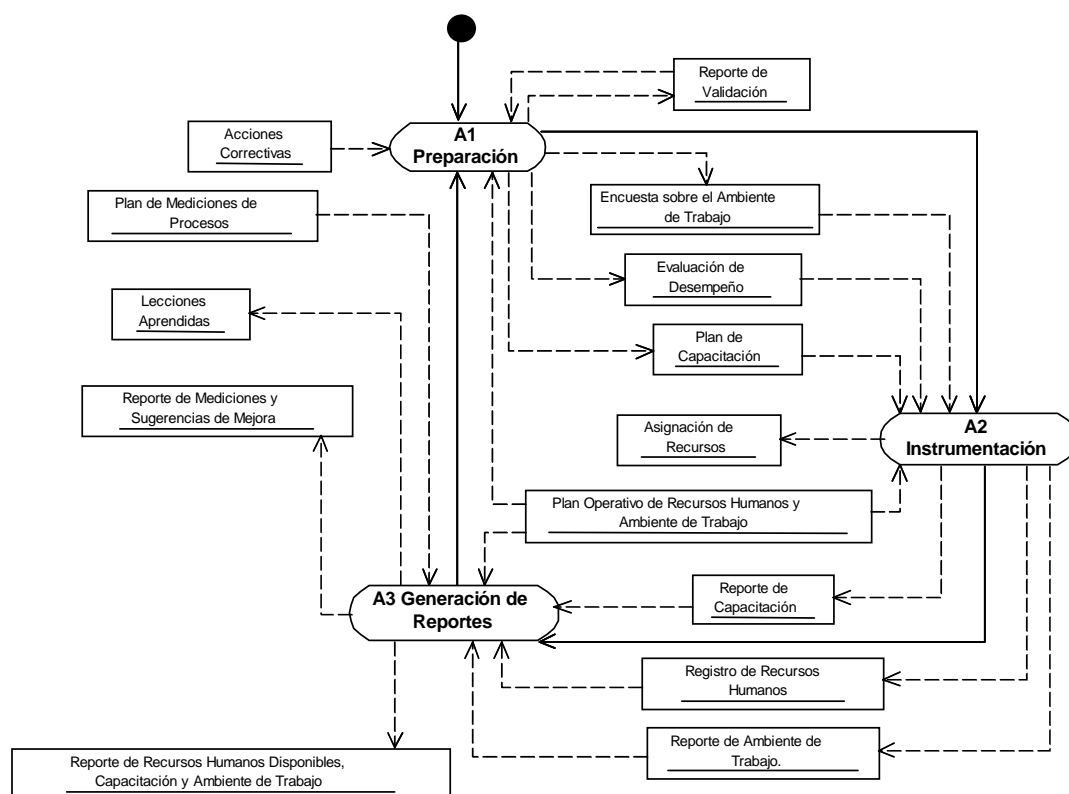 Reporte de
Validación
A1
Preparación
Acciones
Correctivas
Plan de Mediciones de
Procesos
Encuesta sobre el Ambiente
de Trabajo
Evaluación de
Desempeño
Lecciones
Aprendidas
Plan de
Capacitación
Reporte de Mediciones y
Sugerencias de Mejora
Asignación de
Recursos
A2
Instrumentación
Plan Operativo de Recursos Humanos y
Ambiente de Trabajo
A3 Generación de
Reportes
Reporte de
Capacitación
Registro de Recursos
Humanos
Reporte de Ambiente de
Trabajo.
Reporte de Recursos Humanos Disponibles,
Capacitación y Ambiente de Trabajo